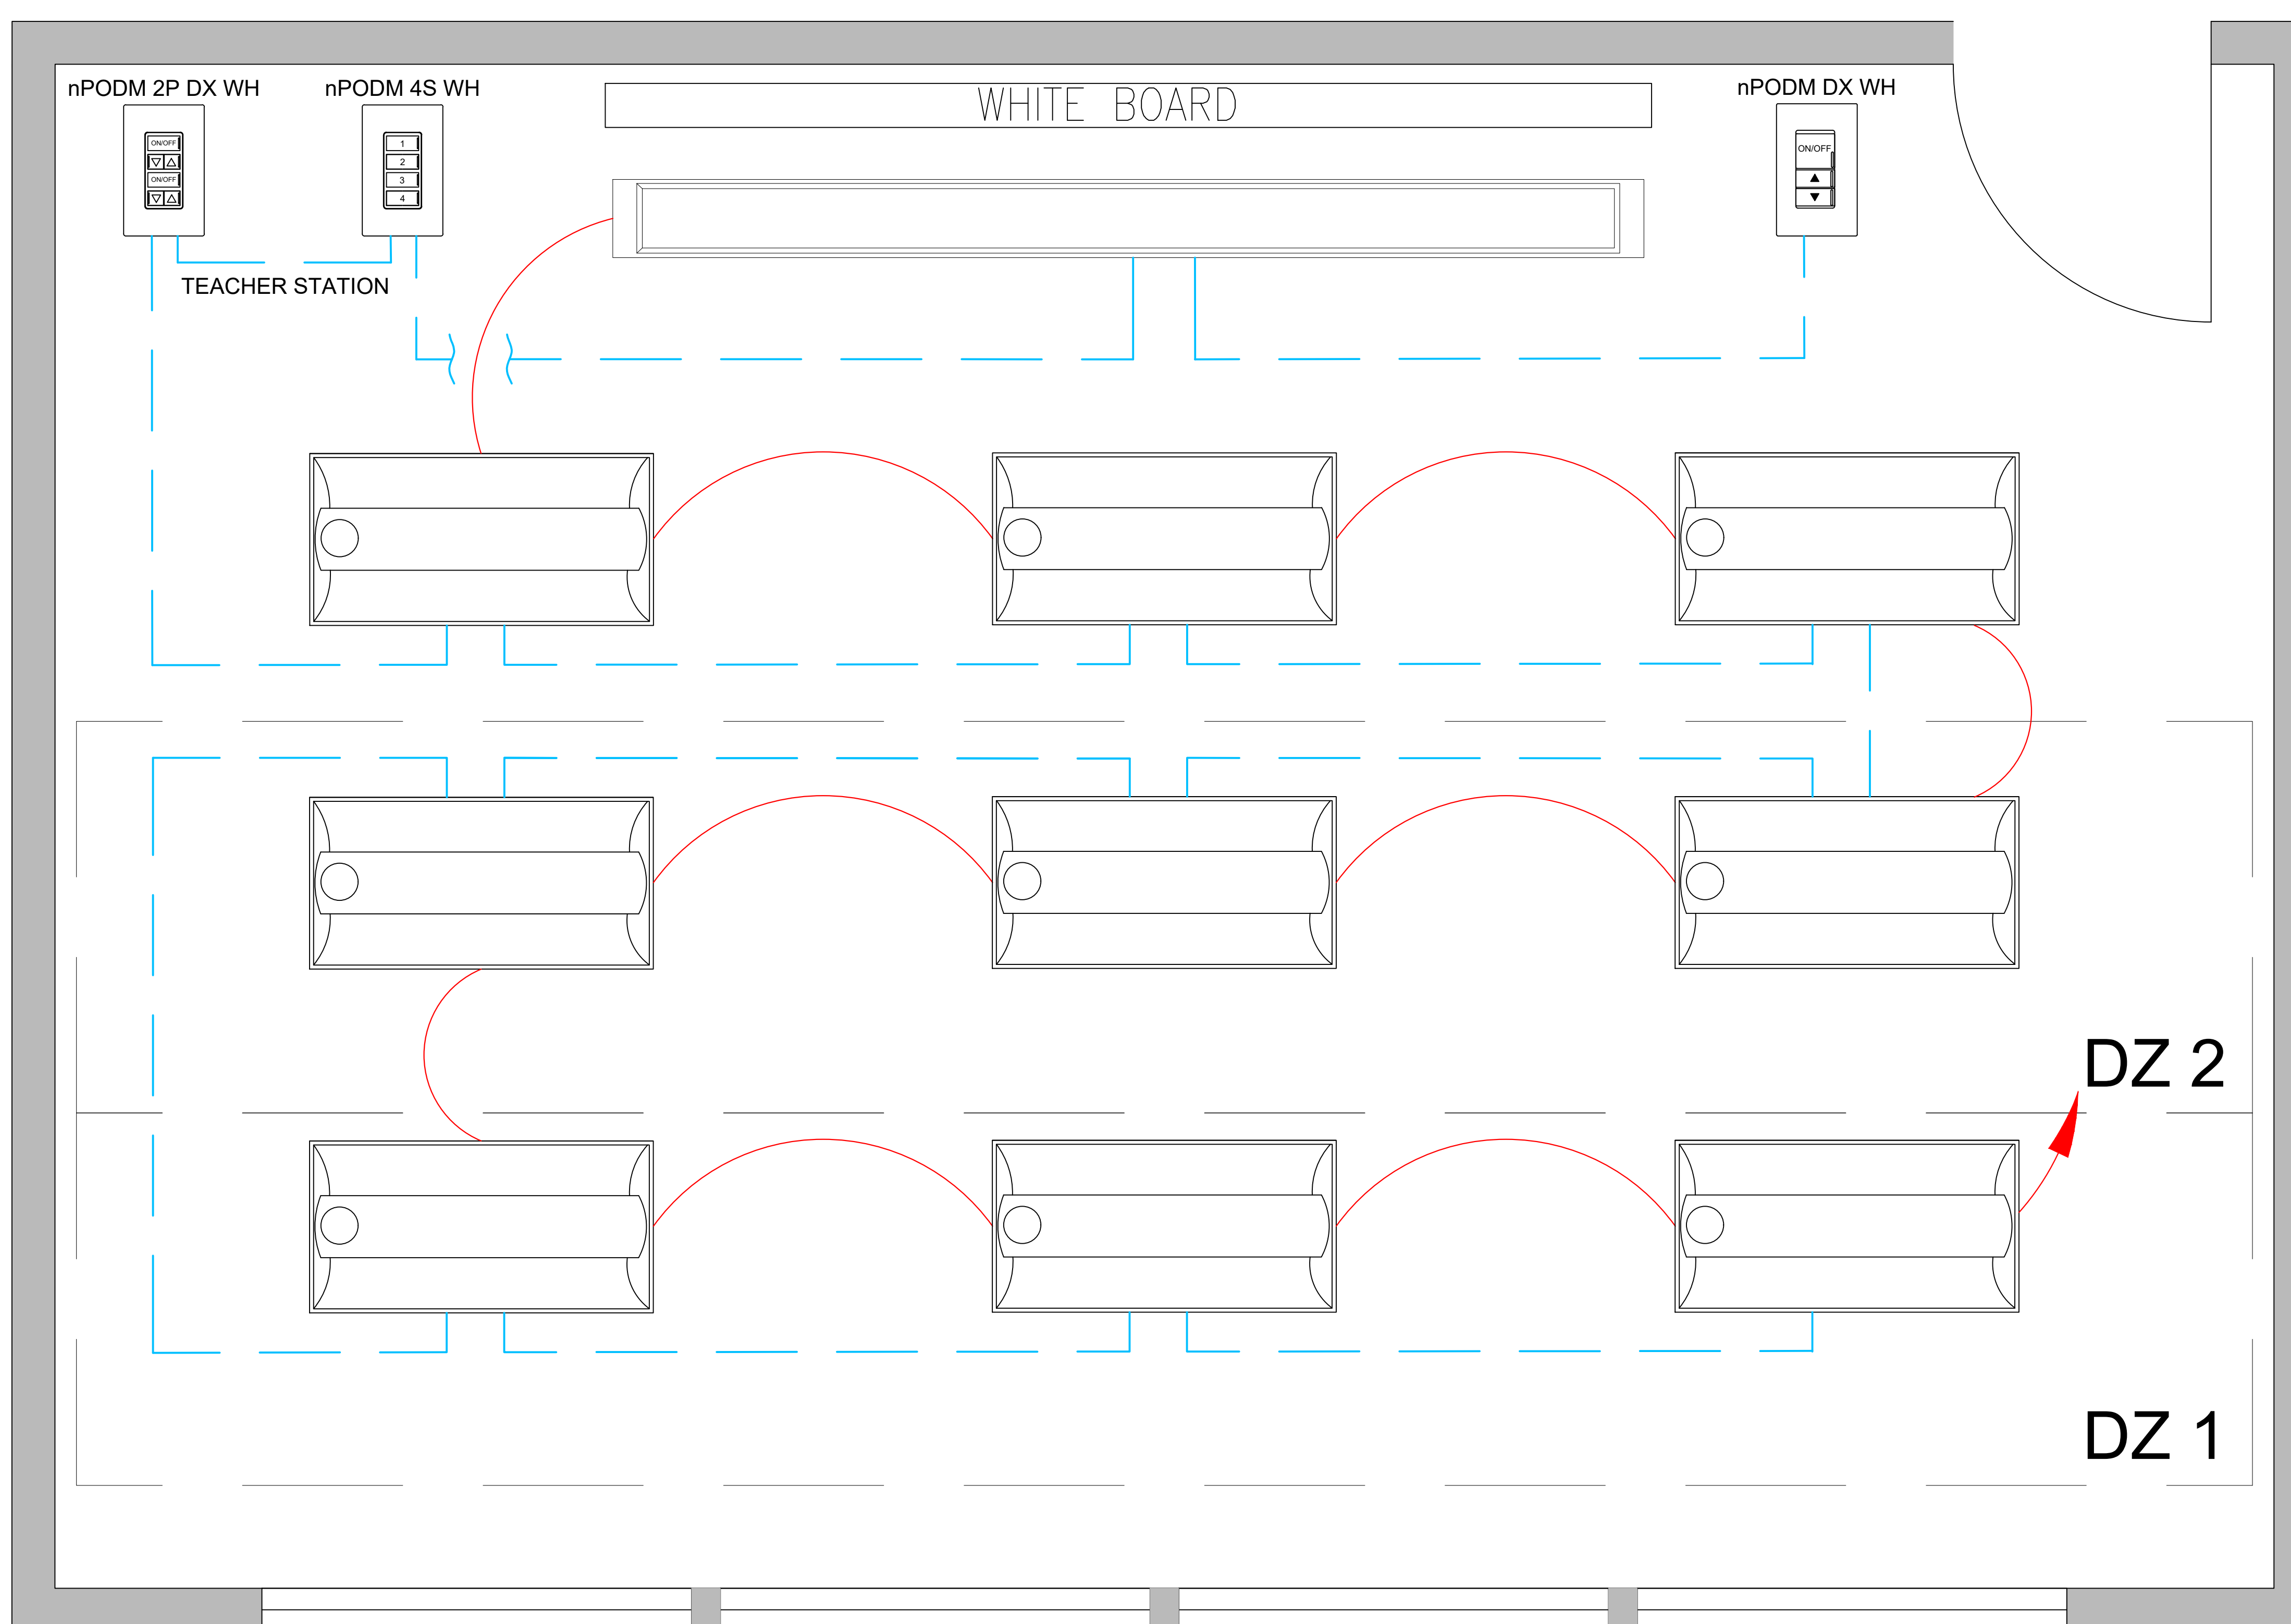 nPODM 2P DX WH
nPODM 4S WH
WHITE BOARD
nPODM DX WH
ON/OFF
ON/OFF
1
2
3
4
ON/OFF
TEACHER STATION
DZ 2
DZ 1